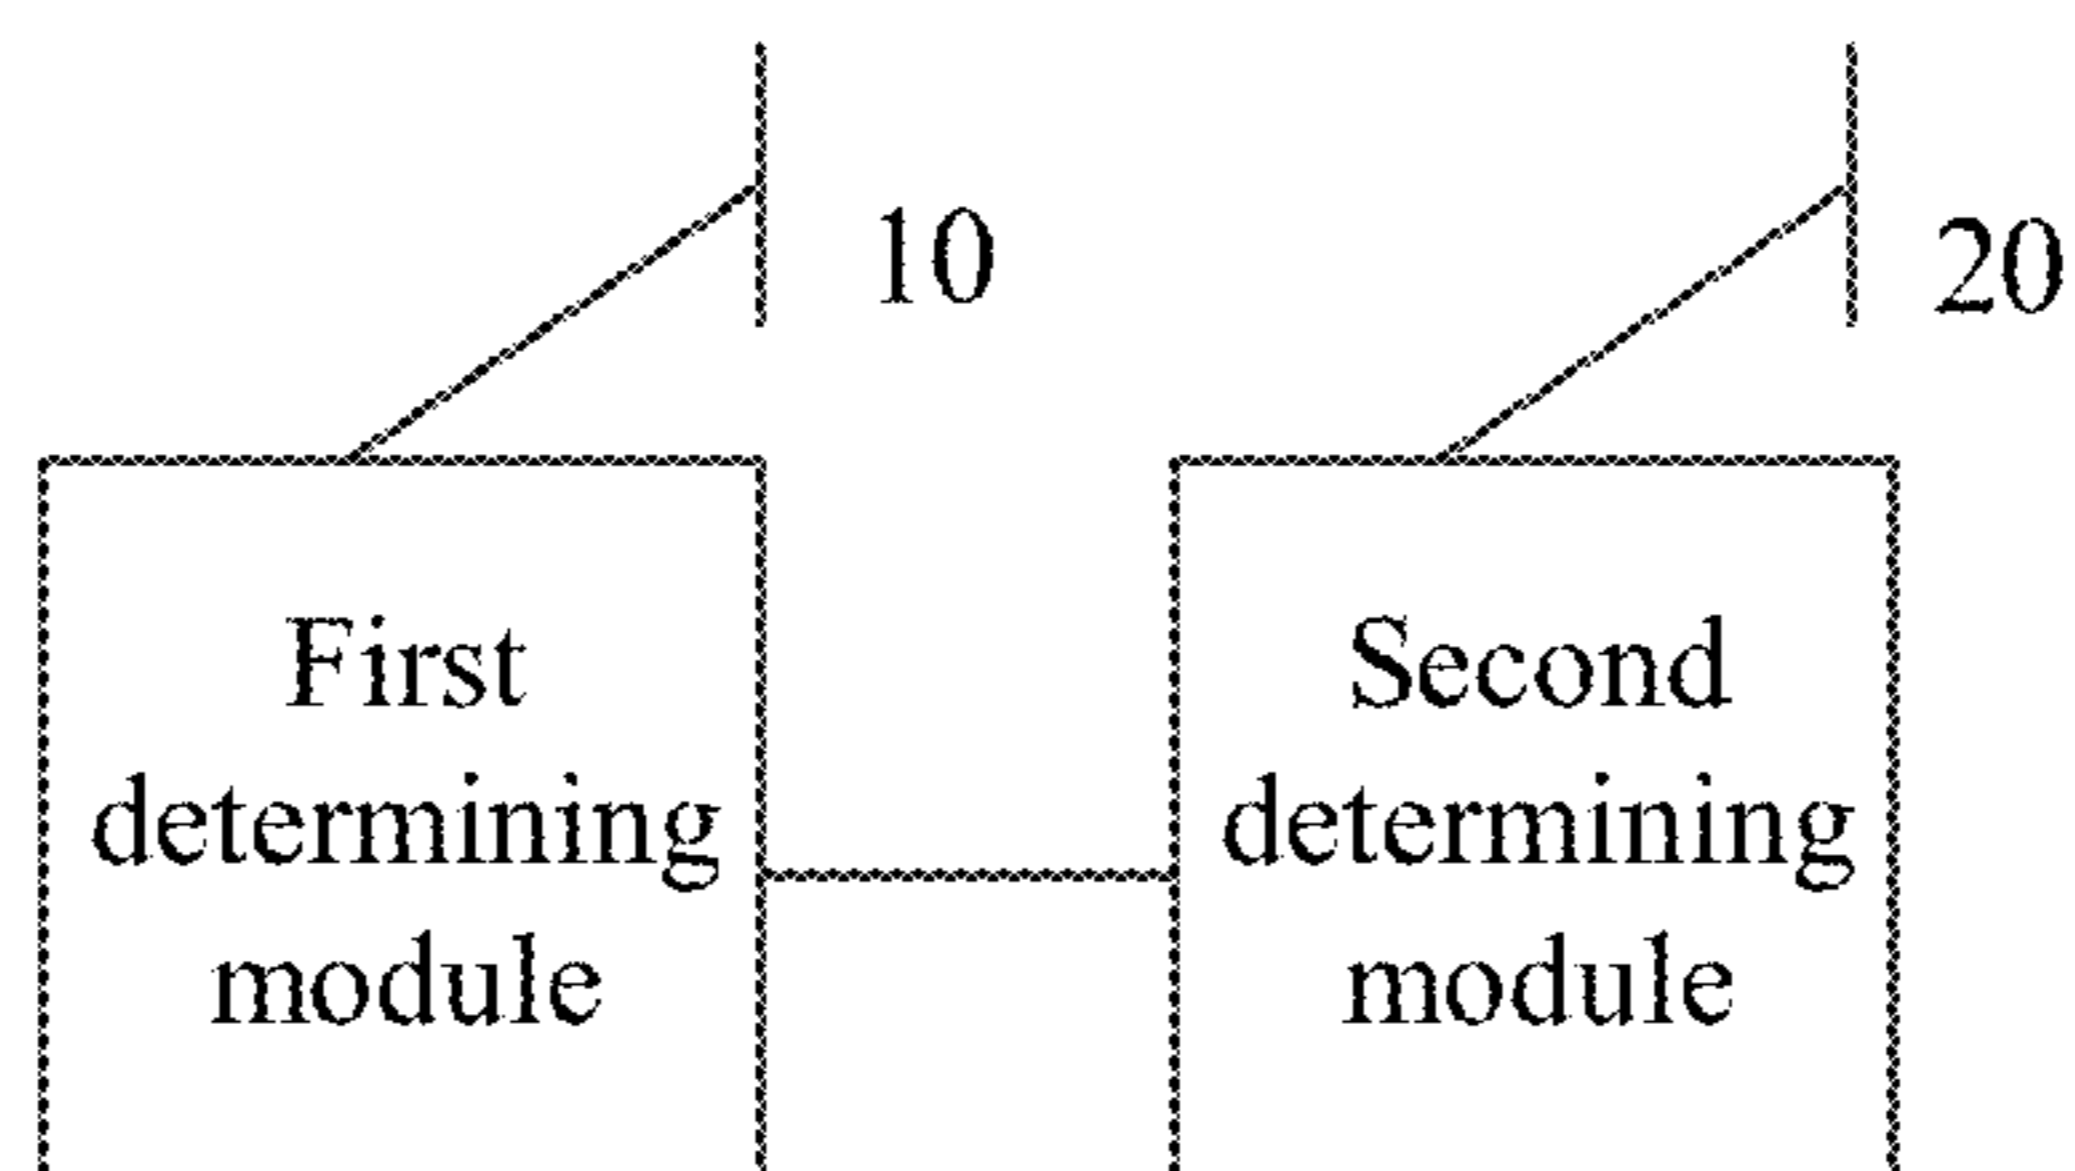 10
20
First
determining
module
Second
determining
module